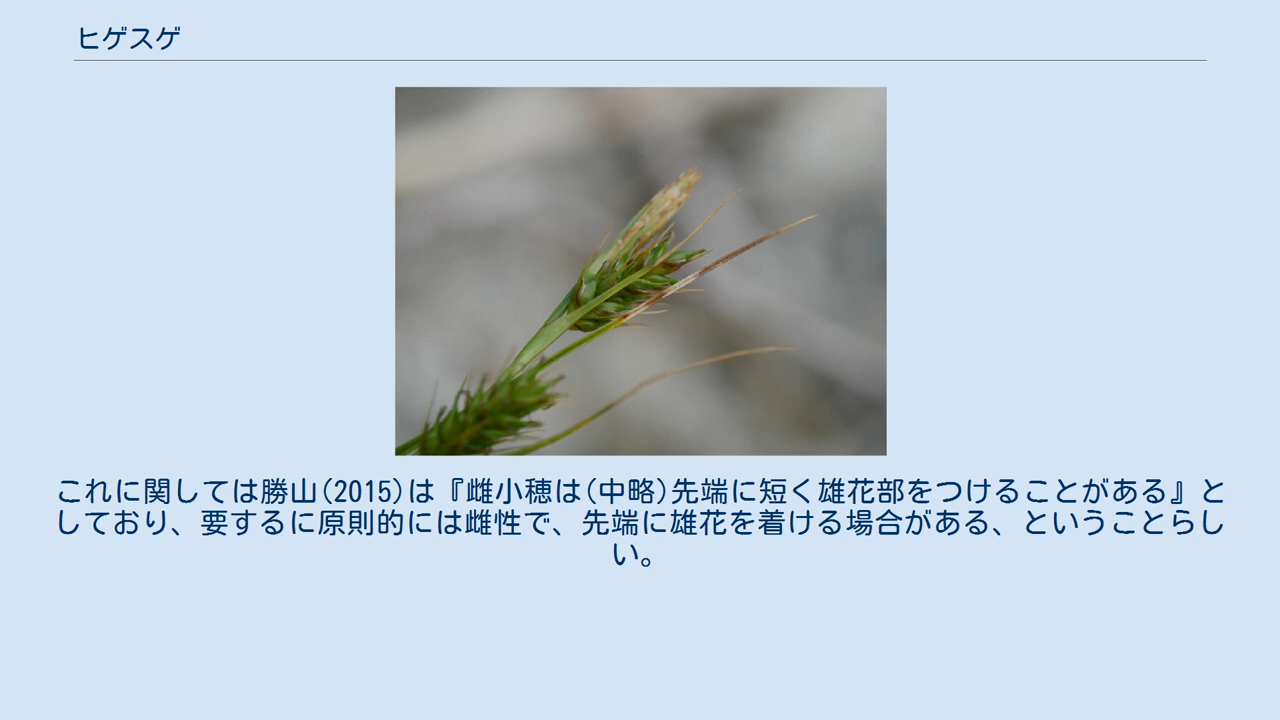 ヒゲスゲ
これに関しては勝山(2015)は『雌小穂は(中略)先端に短く雄花部をつけることがある』と
しており、要するに原則的には雌性で、先端に雄花を着ける場合がある、ということらし
い。